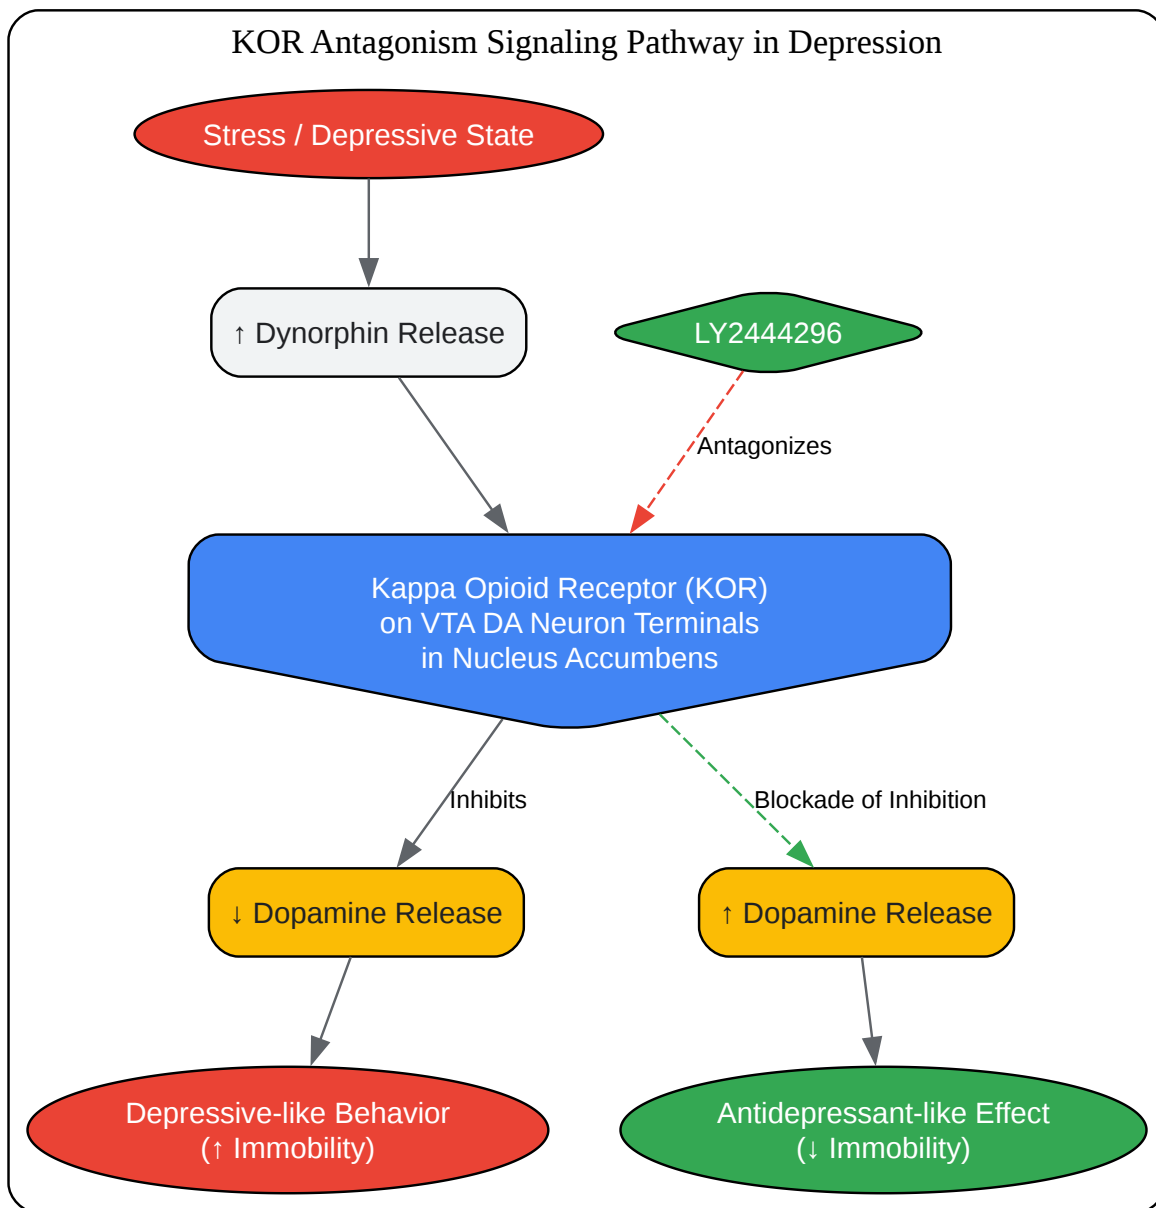 KOR Antagonism Signaling Pathway in Depression
Stress / Depressive State
↑ Dynorphin Release
LY2444296
Antagonizes
Kappa Opioid Receptor (KOR)
on VTA DA Neuron Terminals
in Nucleus Accumbens
Inhibits
Blockade of Inhibition
↓ Dopamine Release
↑ Dopamine Release
Depressive-like Behavior
(↑ Immobility)
Antidepressant-like Effect
(↓ Immobility)